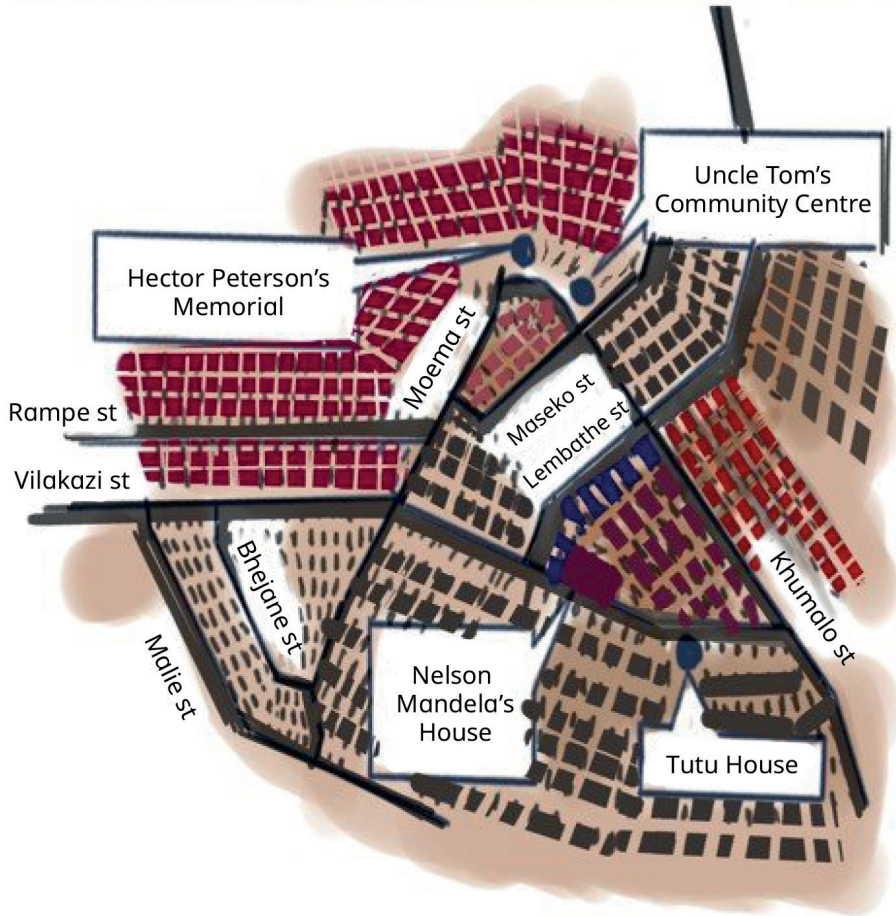 Uncle Tom’s
Community Centre
Hector Peterson’s
Memorial
Moema st
Maseko st
Lembathe st
Rampe st
Vilakazi st
Bhejane st
Malie st
Khumalo st
Nelson
Mandela’s
House
Tutu House